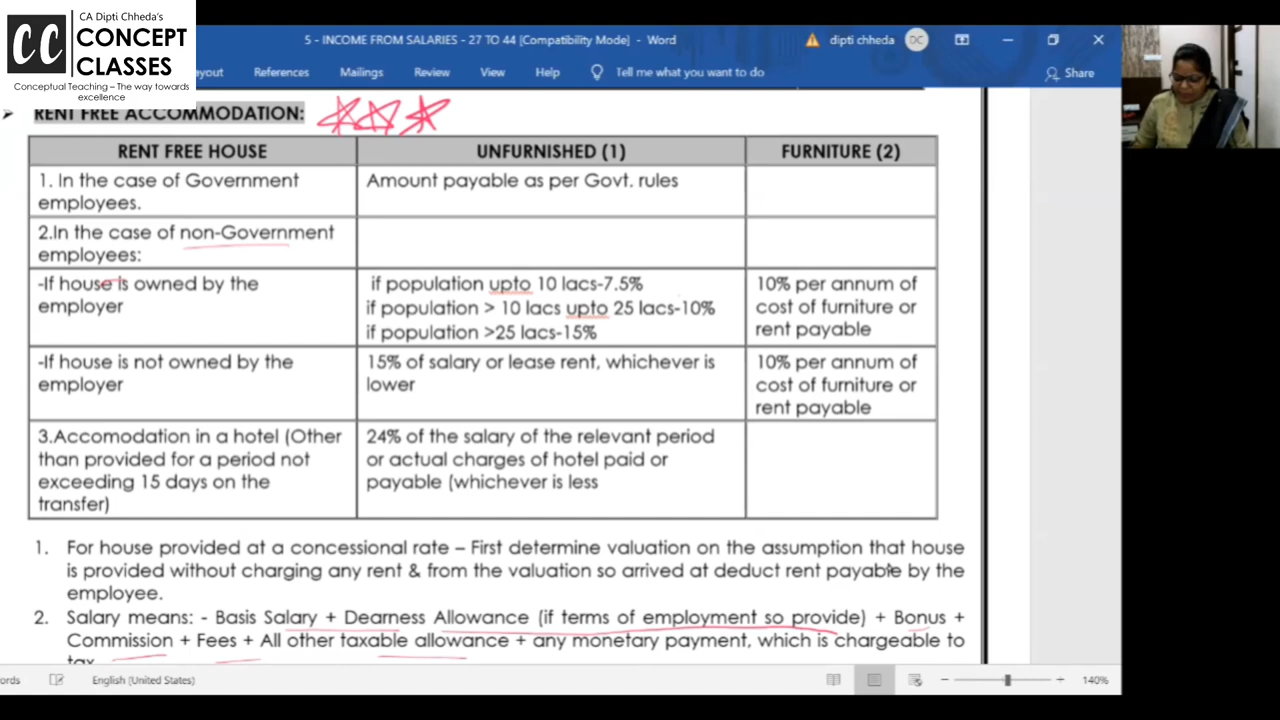 CA Dipti Chheda's
CC CONCEPT
CLASSES
Conceptual Teaching – The way towards
excellence
5 - INCOME FROM SALARIES - 27 TO 44 [Compatibility Mode] - Word
dipti chheda DC
ayout References Mailings Review View Help Tell me what you want to do Share
➤ RENT FREE ACCOMMODATION:
RENT FREE HOUSE UNFURNISHED (1) FURNITURE (2)
1. In the case of Government
employees.
Amount payable as per Govt. rules
2.In the case of non-Government
employees:
-If house is owned by the
employer
if population upto 10 lacs-7.5%
if population > 10 lacs upto 25 lacs-10%
if population >25 lacs-15%
10% per annum of
cost of furniture or
rent payable
-If house is not owned by the
employer
15% of salary or lease rent, whichever is
lower
10% per annum of
cost of furniture or
rent payable
3.Accomodation in a hotel (Other
than provided for a period not
exceeding 15 days on the
transfer)
24% of the salary of the relevant period
or actual charges of hotel paid or
payable (whichever is less
1. For house provided at a concessional rate – First determine valuation on the assumption that house
is provided without charging any rent & from the valuation so arrived at deduct rent payable by the
employee.
2. Salary means: - Basis Salary + Dearness Allowance (if terms of employment so provide) + Bonus +
Commission + Fees + All other taxable allowance + any monetary payment, which is chargeable to
tax
ords English (United States) 140%